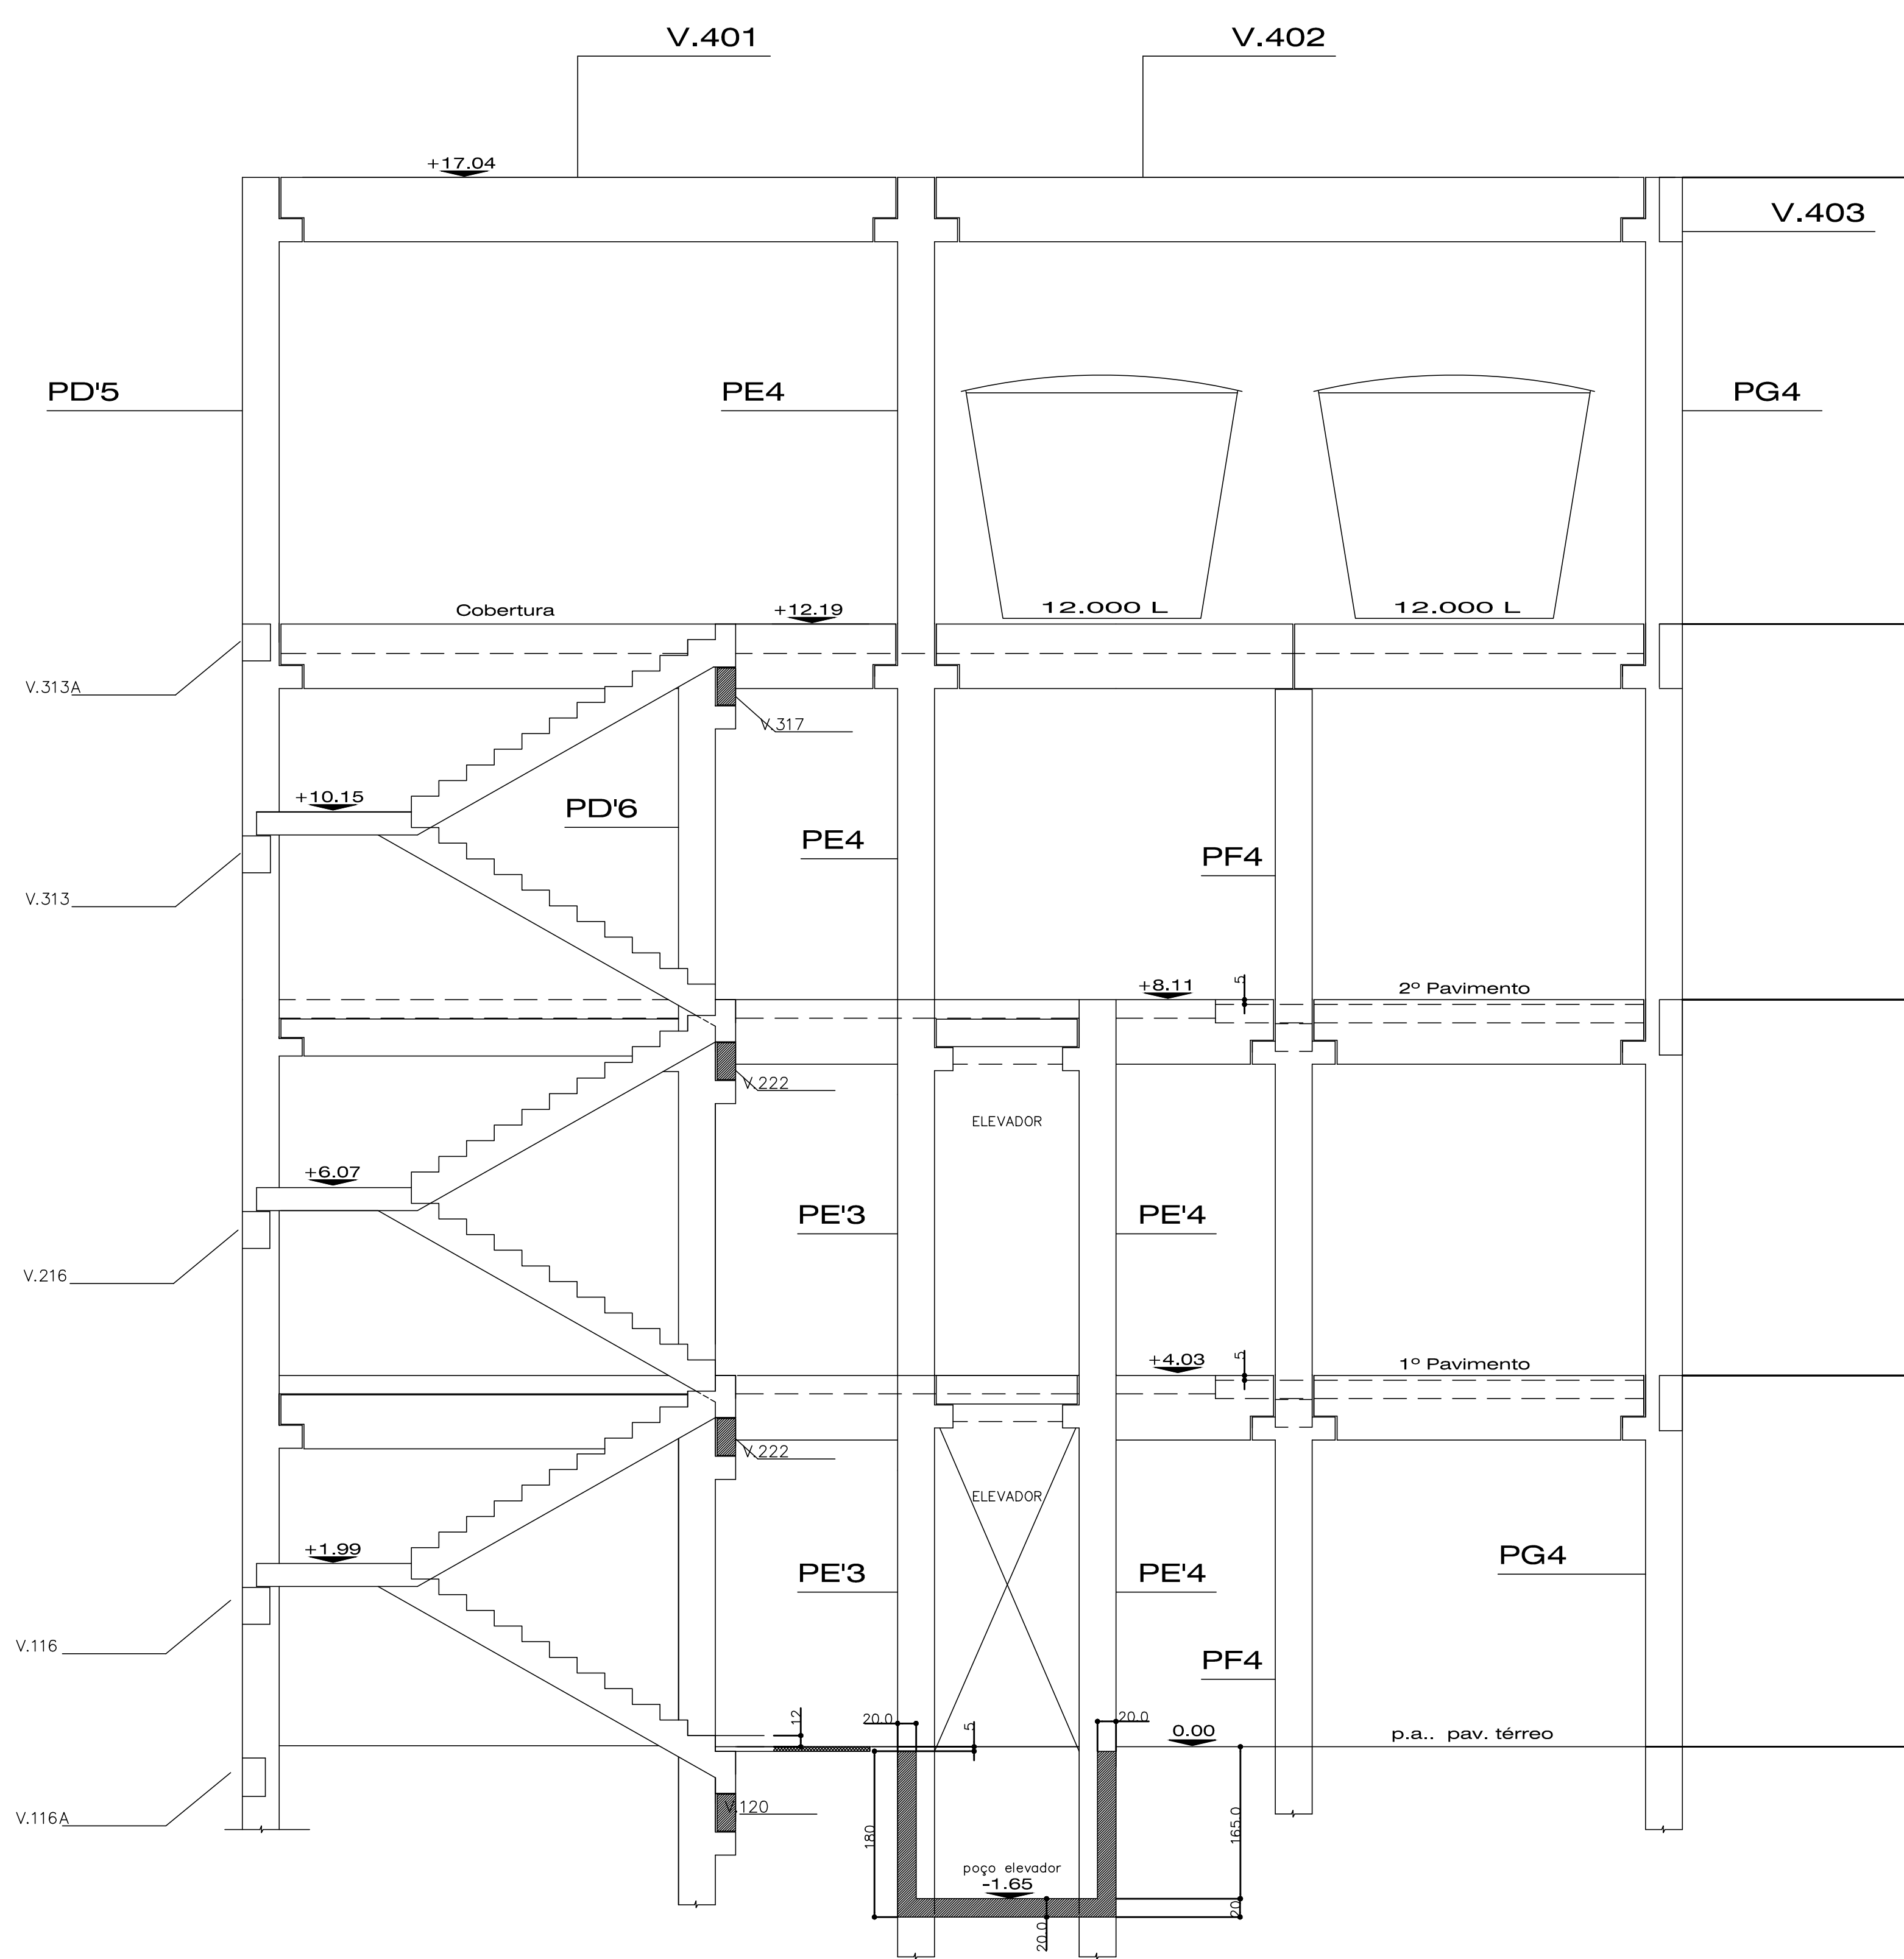 V.401
V.402
+17.04
V.403
PD'5
PE4
PG4
Cobertura
+12.19
12.000 L
12.000 L
V.313A
V.317
+10.15
PD'6
PE4
PF4
V.313
+8.11
5
2º Pavimento
V.222
ELEVADOR
+6.07
PE'3
PE'4
V.216
+4.03
5
1º Pavimento
V.222
ELEVADOR
+1.99
PE'3
PE'4
PG4
V.116
PF4
12
20.0
5
20.0
0.00
p.a.. pav. térreo
V.116A
V.120
180
165.0
poço elevador
-1.65
20.0
20